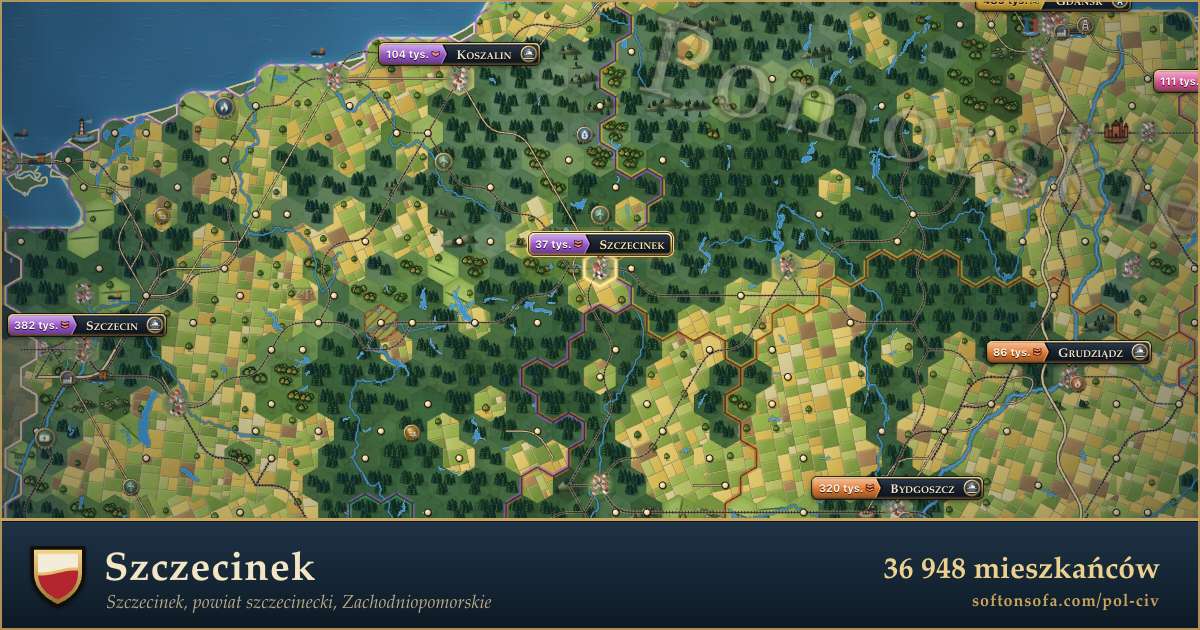 GDAŃSK
104 tys. KOSZALIN
111 tys.
Pomorskie
37 tys. SZCZECINEK
382 tys. SZCZECIN
86 tys. GRUDZIĄDZ
320 tys. BYDGOSZCZ
Szczecinek
Szczecinek, powiat szczecinecki, Zachodniopomorskie
36 948 mieszkańców
softonsofa.com/pol-civ